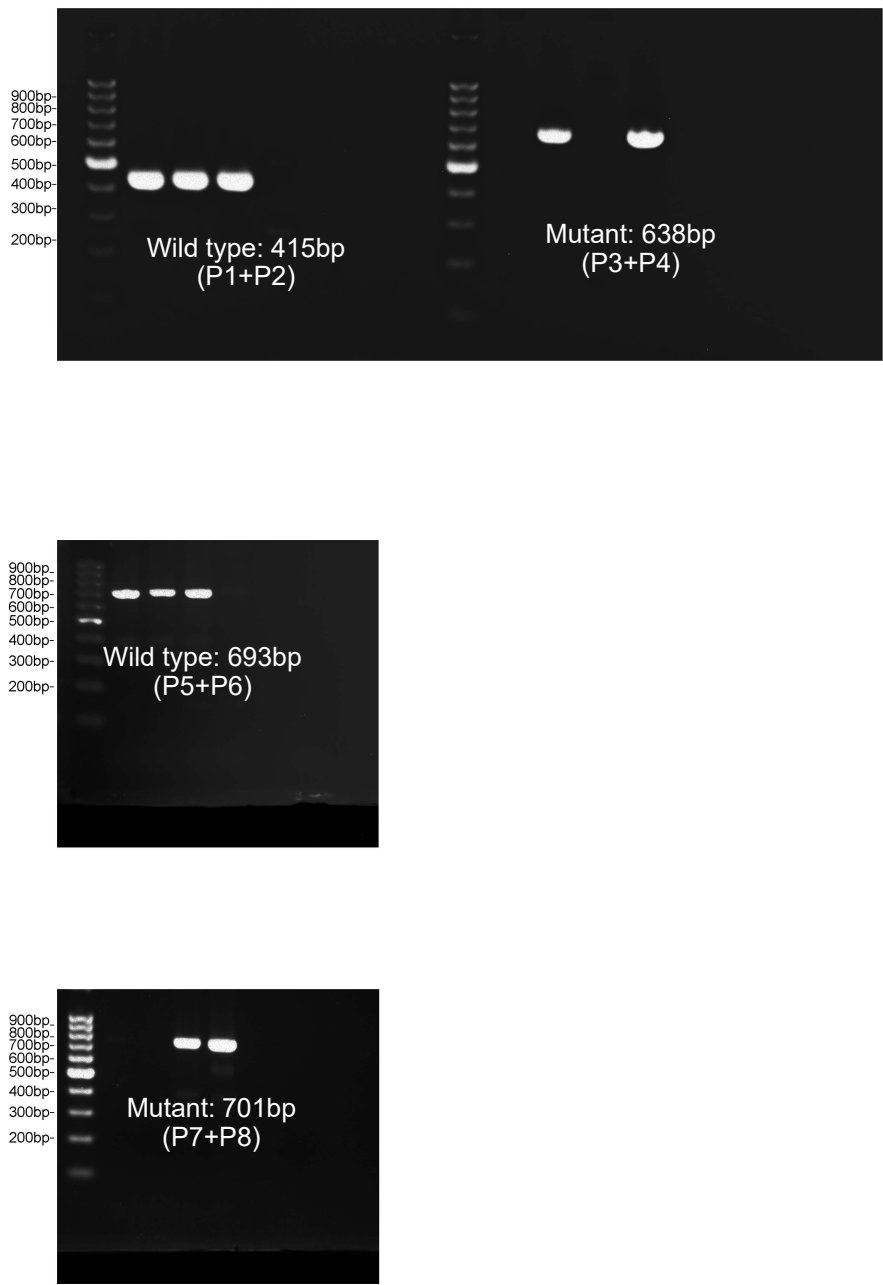 900bp-
800bp-
700bp-
600bp-
500bp-
400bp-
300bp-
200bp-
Wild type: 415bp
(P1+P2)
Mutant: 638bp
(P3+P4)
900bp-
800bp-
700bp-
600bp-
500bp-
400bp-
300bp-
200bp-
Wild type: 693bp
(P5+P6)
900bp-
800bp-
700bp-
600bp-
500bp-
400bp-
300bp-
200bp-
Mutant: 701bp
(P7+P8)